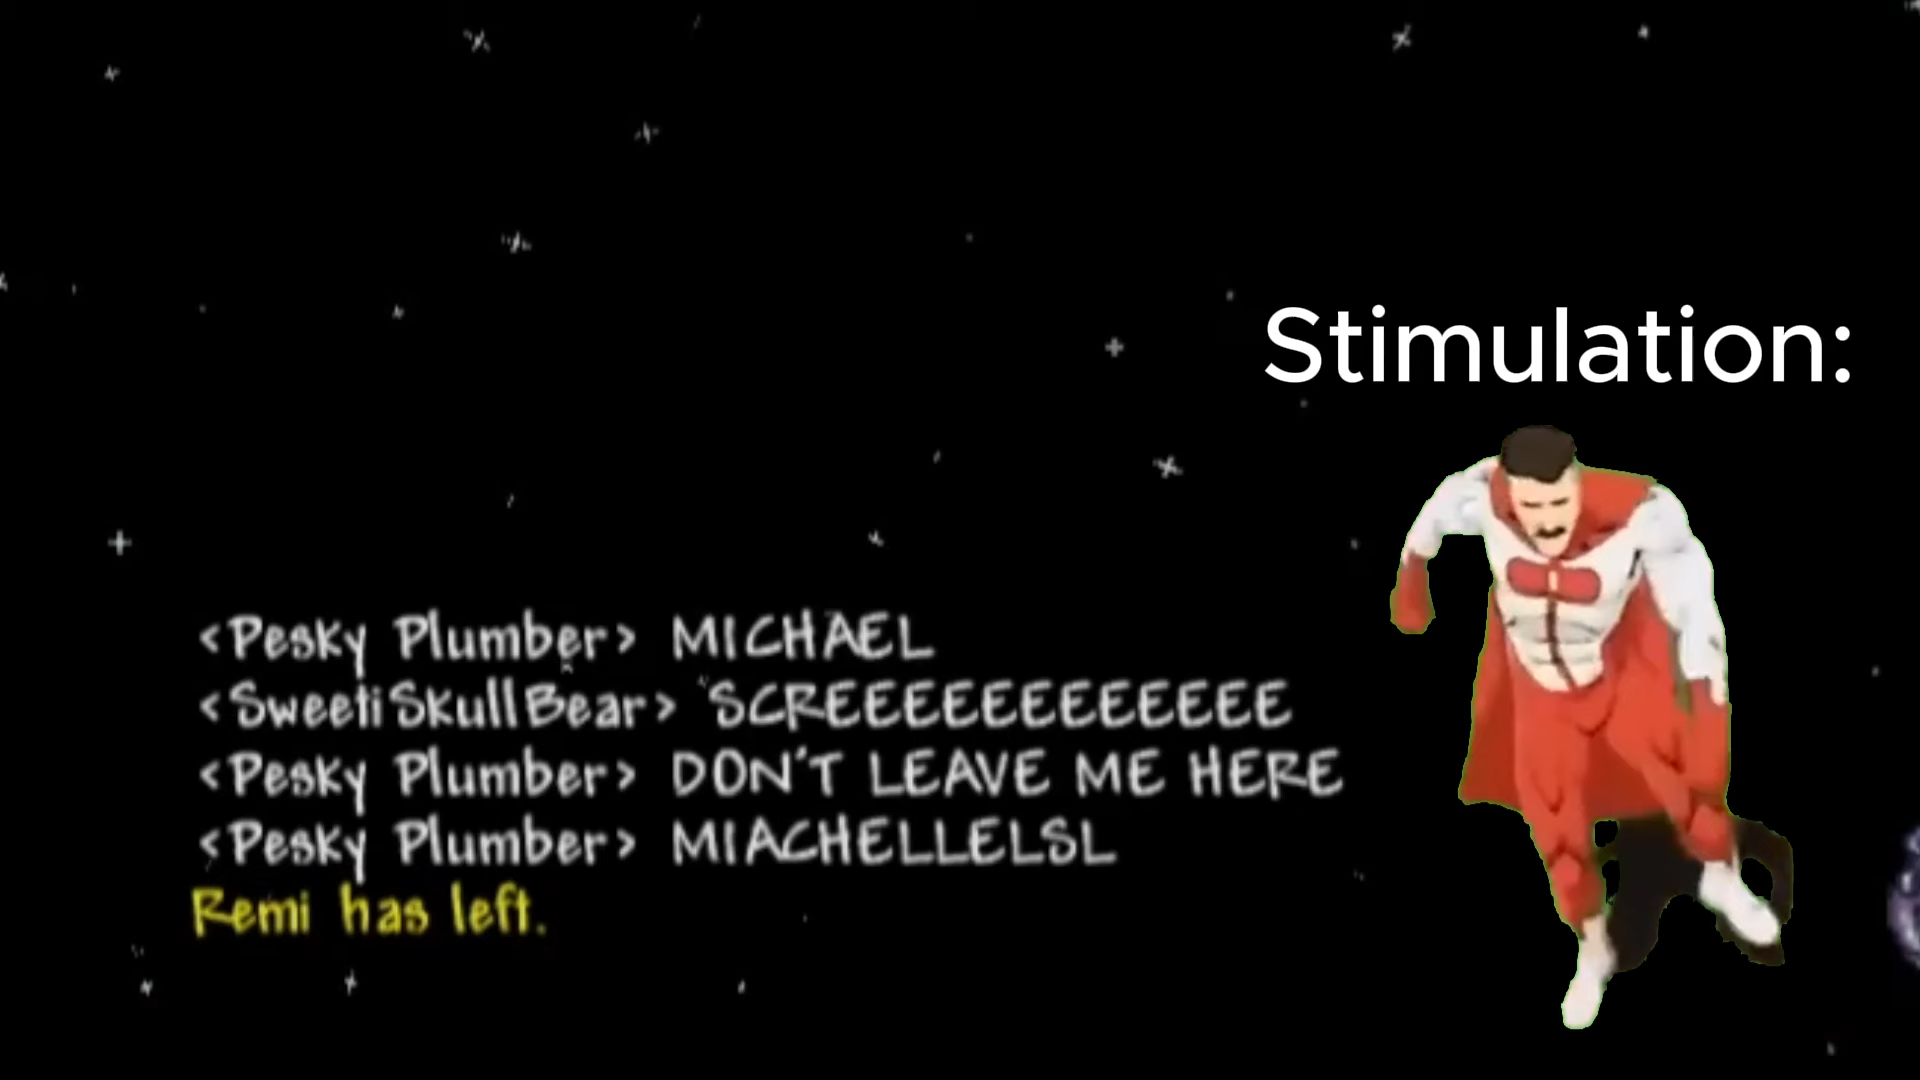 Stimulation:
<Pesky Plumber> MICHAEL
<SweetiSkullBear> SCREEEEEEEEEEEEE
<Pesky Plumber> DON'T LEAVE ME HERE
<Pesky Plumber> MIACHELLELSL
Remi has left.